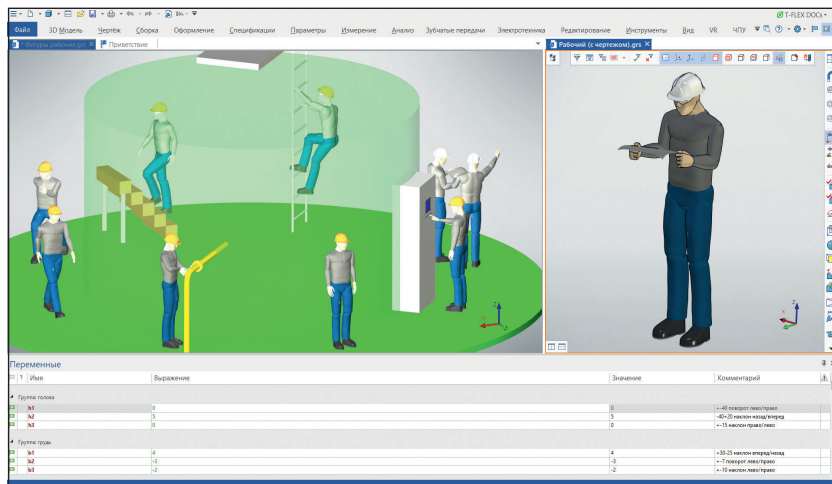 T-FLEX DOCs
Файл 3D Модель Чертёж Сборка Оформление Спецификации Параметры Измерение Анализ Зубчатые передачи Электротехника Редактирование Инструменты Вид VR ЧПУ
* Фигуры рабочих.grs Приветствие Рабочий (с чертежом).grs
Переменные
? Имя Выражение Значение Комментарий
Группа: голова
h1 0 0 +-40 поворот лево/право
h2 5 5 -40+20 наклон назад/вперед
h3 0 0 +-15 наклон право/лево
Группа: грудь
b1 4 4 +30-25 наклон вперед/назад
b2 -3 -3 +-7 поворот лево/право
b3 -2 -2 +-10 наклон лево/право